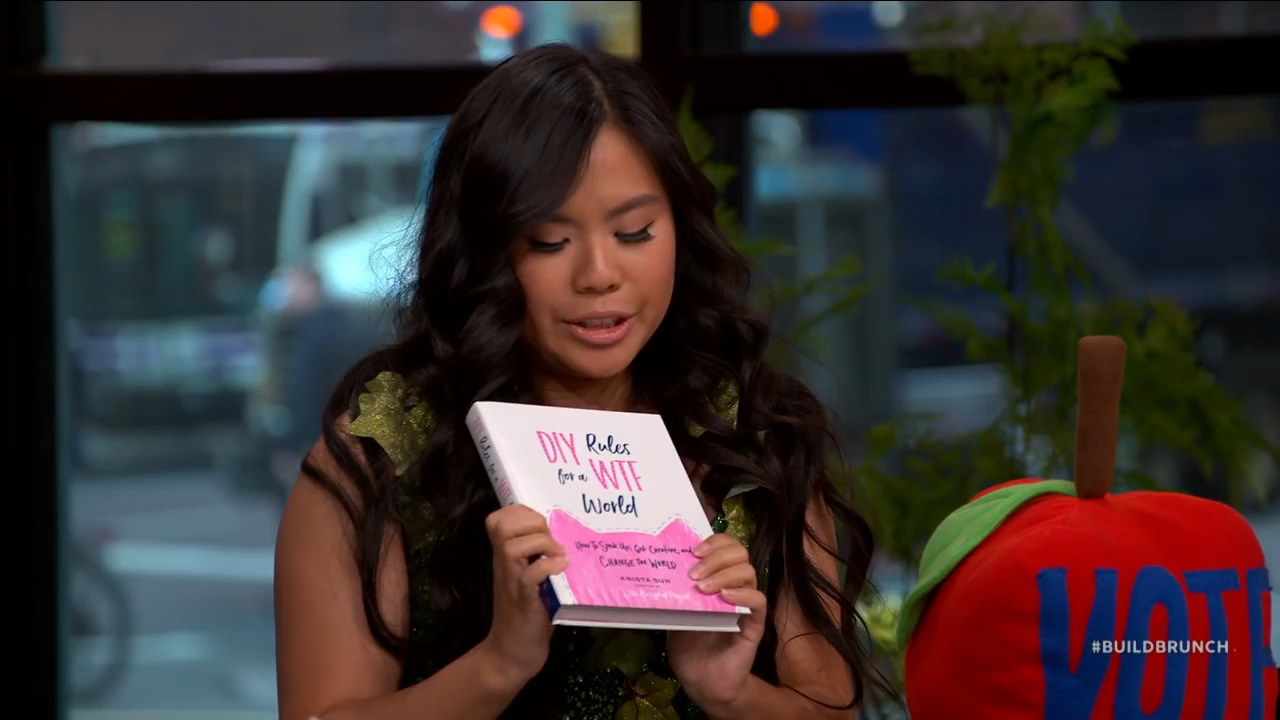 DIY Rules
for a WTF
World
How To Speak Up, Get Creative, and
CHANGE THE WORLD
KRISTA SUH
VOTE
#BUILDBRUNCH